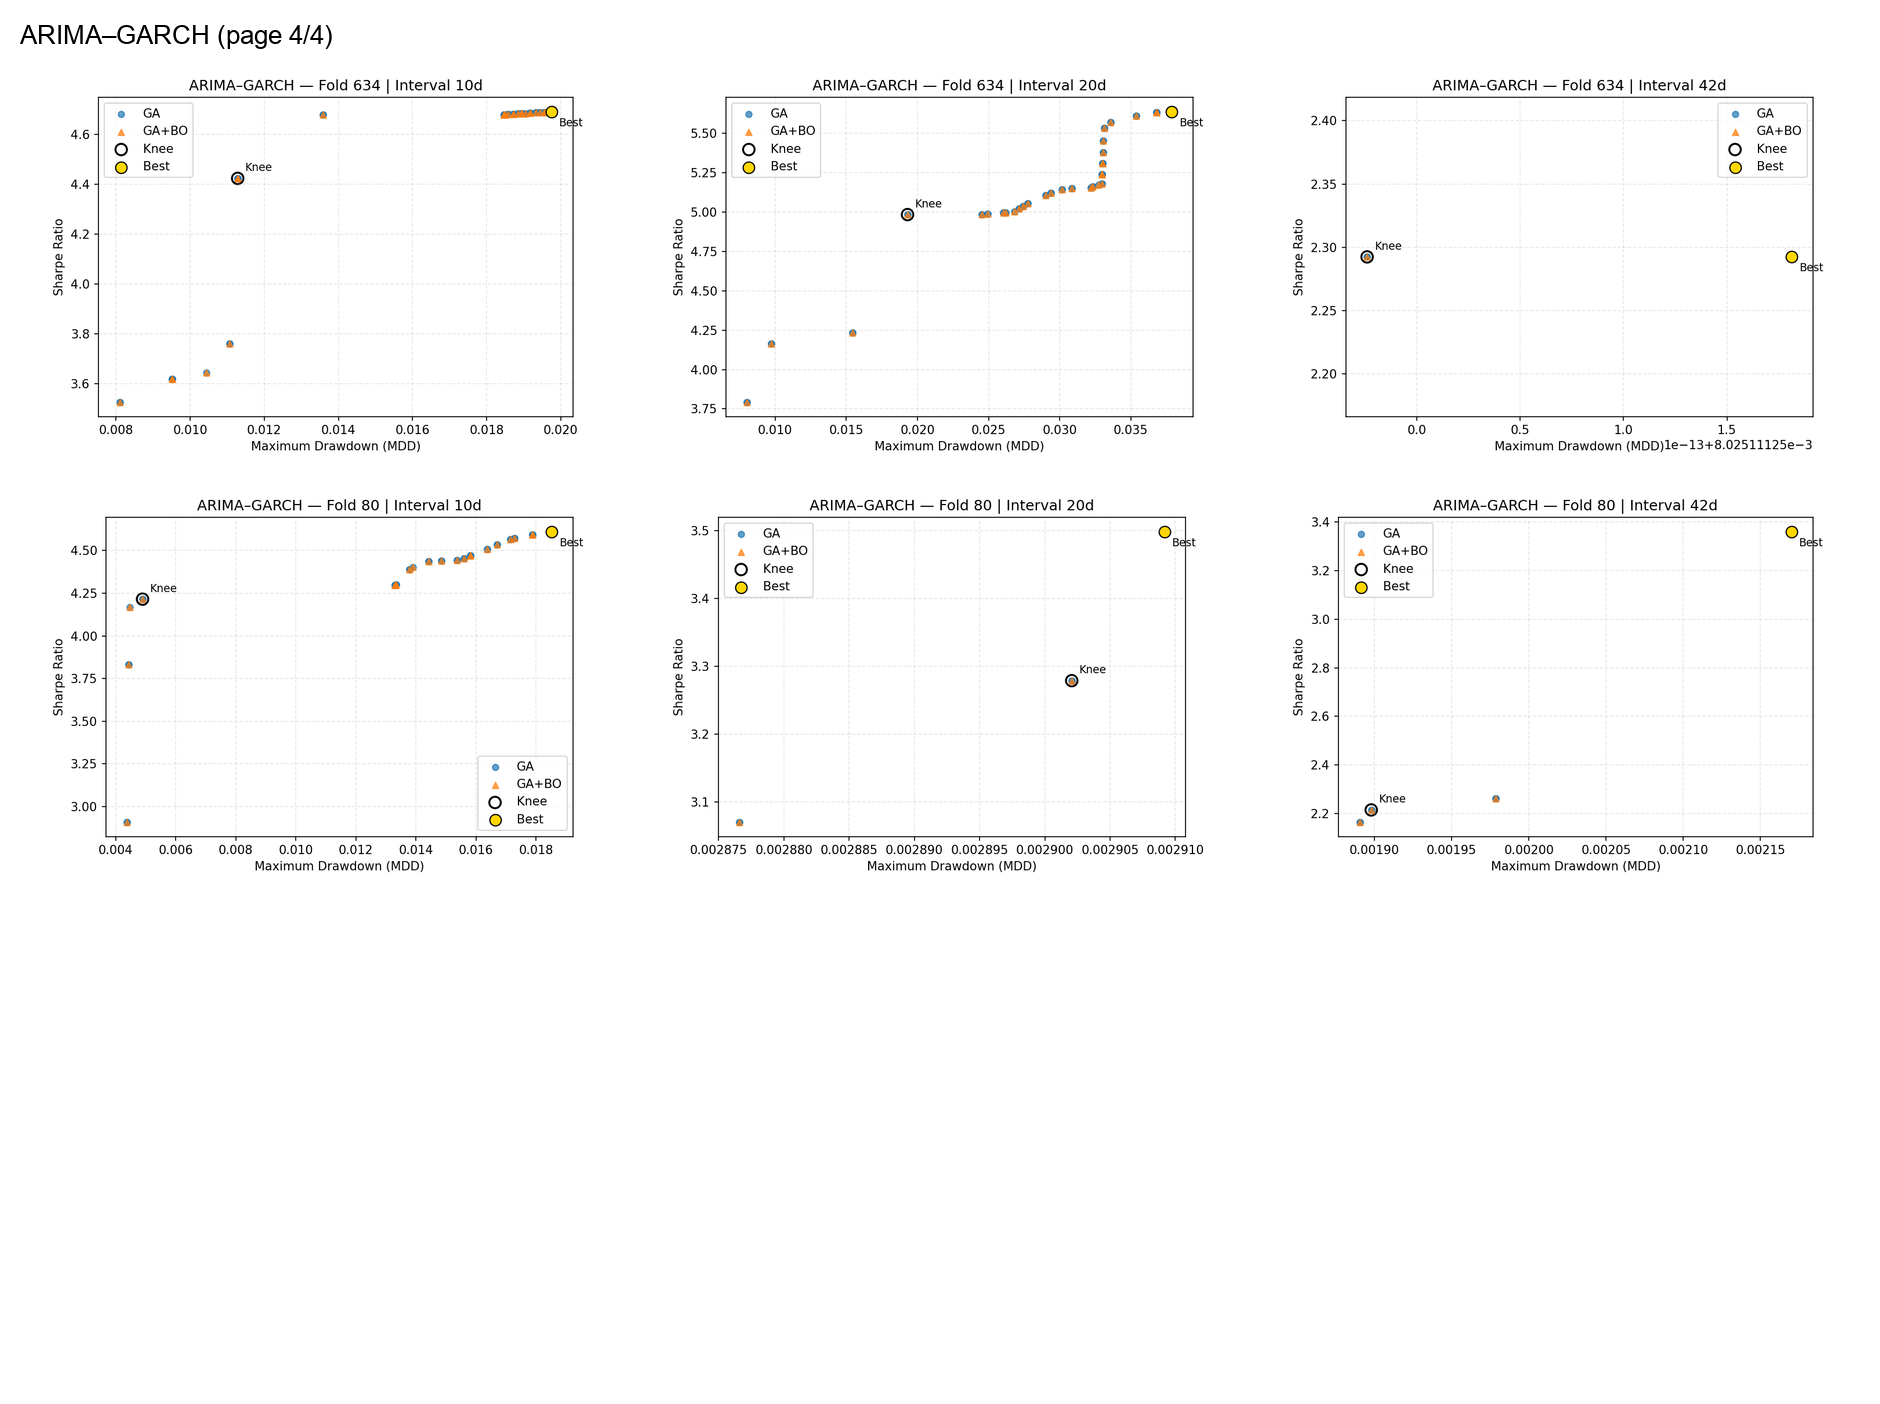 ARIMA–GARCH (page 4/4)
ARIMA–GARCH — Fold 634 | Interval 10d
GA
GA+BO
Knee
Best
Knee
Best
Sharpe Ratio
4.6
4.4
4.2
4.0
3.8
3.6
0.008 0.010 0.012 0.014 0.016 0.018 0.020
Maximum Drawdown (MDD)
ARIMA–GARCH — Fold 634 | Interval 20d
GA
GA+BO
Knee
Best
Knee
Best
Sharpe Ratio
5.50
5.25
5.00
4.75
4.50
4.25
4.00
3.75
0.010 0.015 0.020 0.025 0.030 0.035
Maximum Drawdown (MDD)
ARIMA–GARCH — Fold 634 | Interval 42d
GA
GA+BO
Knee
Best
Knee
Best
Sharpe Ratio
2.40
2.35
2.30
2.25
2.20
0.0 0.5 1.0 1.5
Maximum Drawdown (MDD)1e−13+8.02511125e−3
ARIMA–GARCH — Fold 80 | Interval 10d
Knee
Best
GA
GA+BO
Knee
Best
Sharpe Ratio
4.50
4.25
4.00
3.75
3.50
3.25
3.00
0.004 0.006 0.008 0.010 0.012 0.014 0.016 0.018
Maximum Drawdown (MDD)
ARIMA–GARCH — Fold 80 | Interval 20d
GA
GA+BO
Knee
Best
Knee
Best
Sharpe Ratio
3.5
3.4
3.3
3.2
3.1
0.002875 0.002880 0.002885 0.002890 0.002895 0.002900 0.002905 0.002910
Maximum Drawdown (MDD)
ARIMA–GARCH — Fold 80 | Interval 42d
GA
GA+BO
Knee
Best
Knee
Best
Sharpe Ratio
3.4
3.2
3.0
2.8
2.6
2.4
2.2
0.00190 0.00195 0.00200 0.00205 0.00210 0.00215
Maximum Drawdown (MDD)